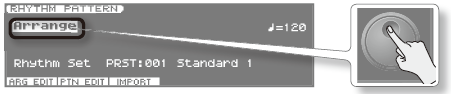 RHYTHM PATTERN
Arrange
♩=120
Rhythm Set PRST:001 Standard 1
ARG EDIT PTN EDIT IMPORT